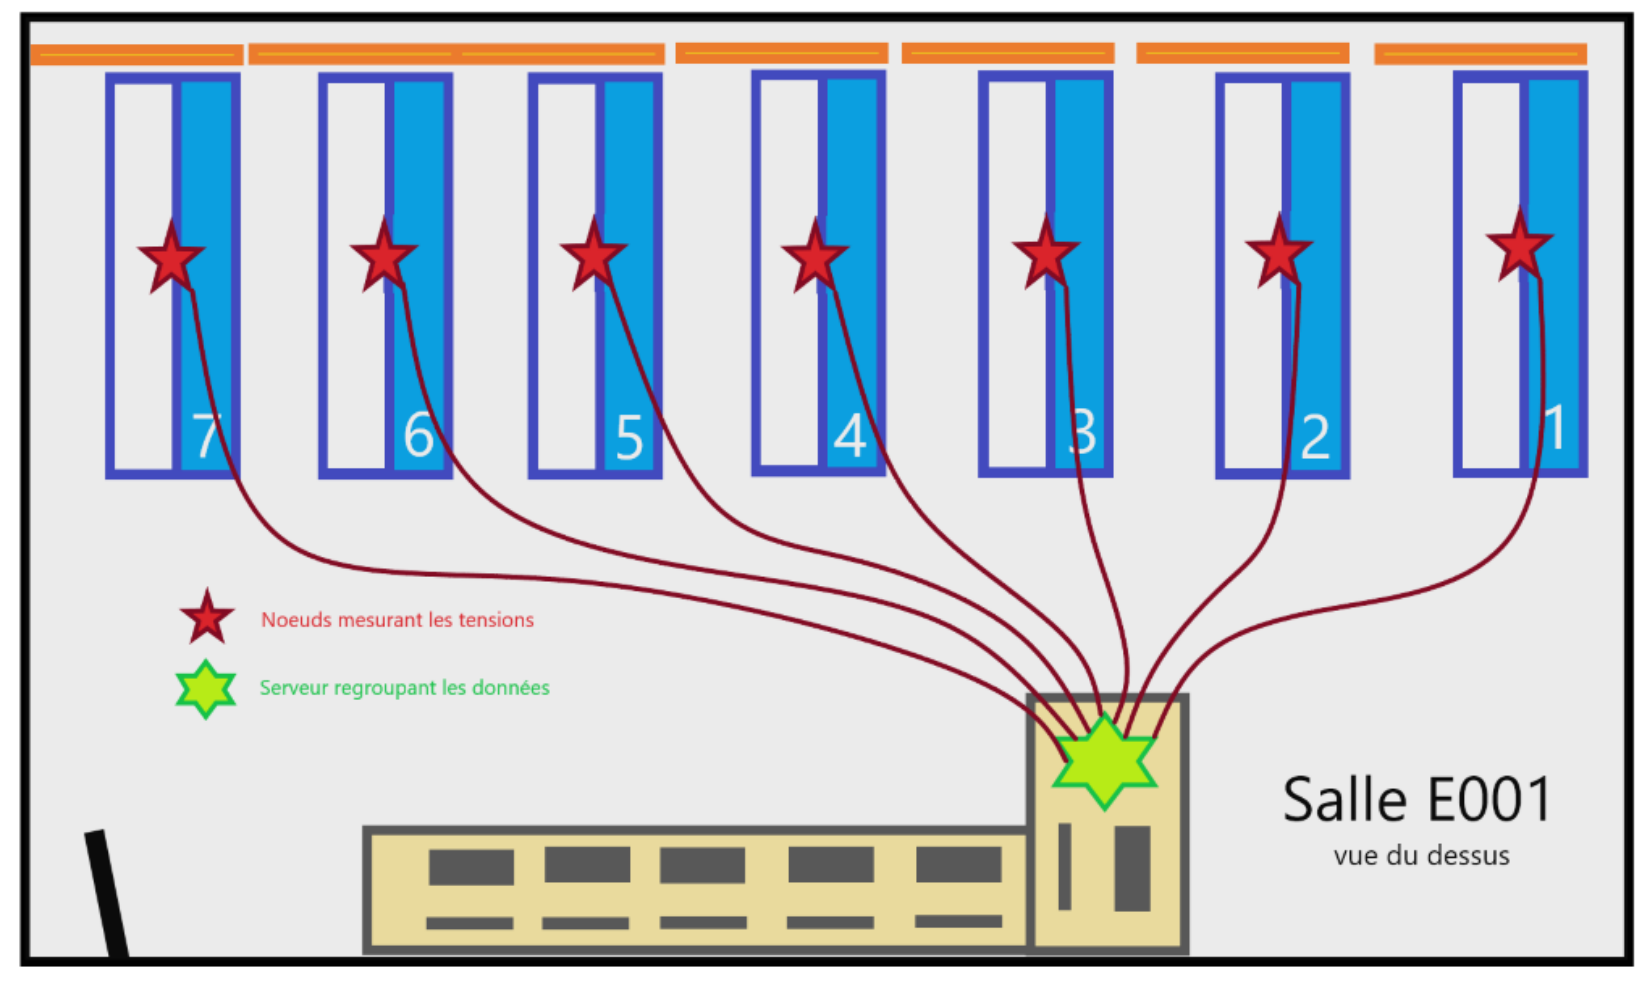 7
6
5
4
3
2
1
Noeuds mesurant les tensions
Serveur regroupant les données
Salle E001
vue du dessus